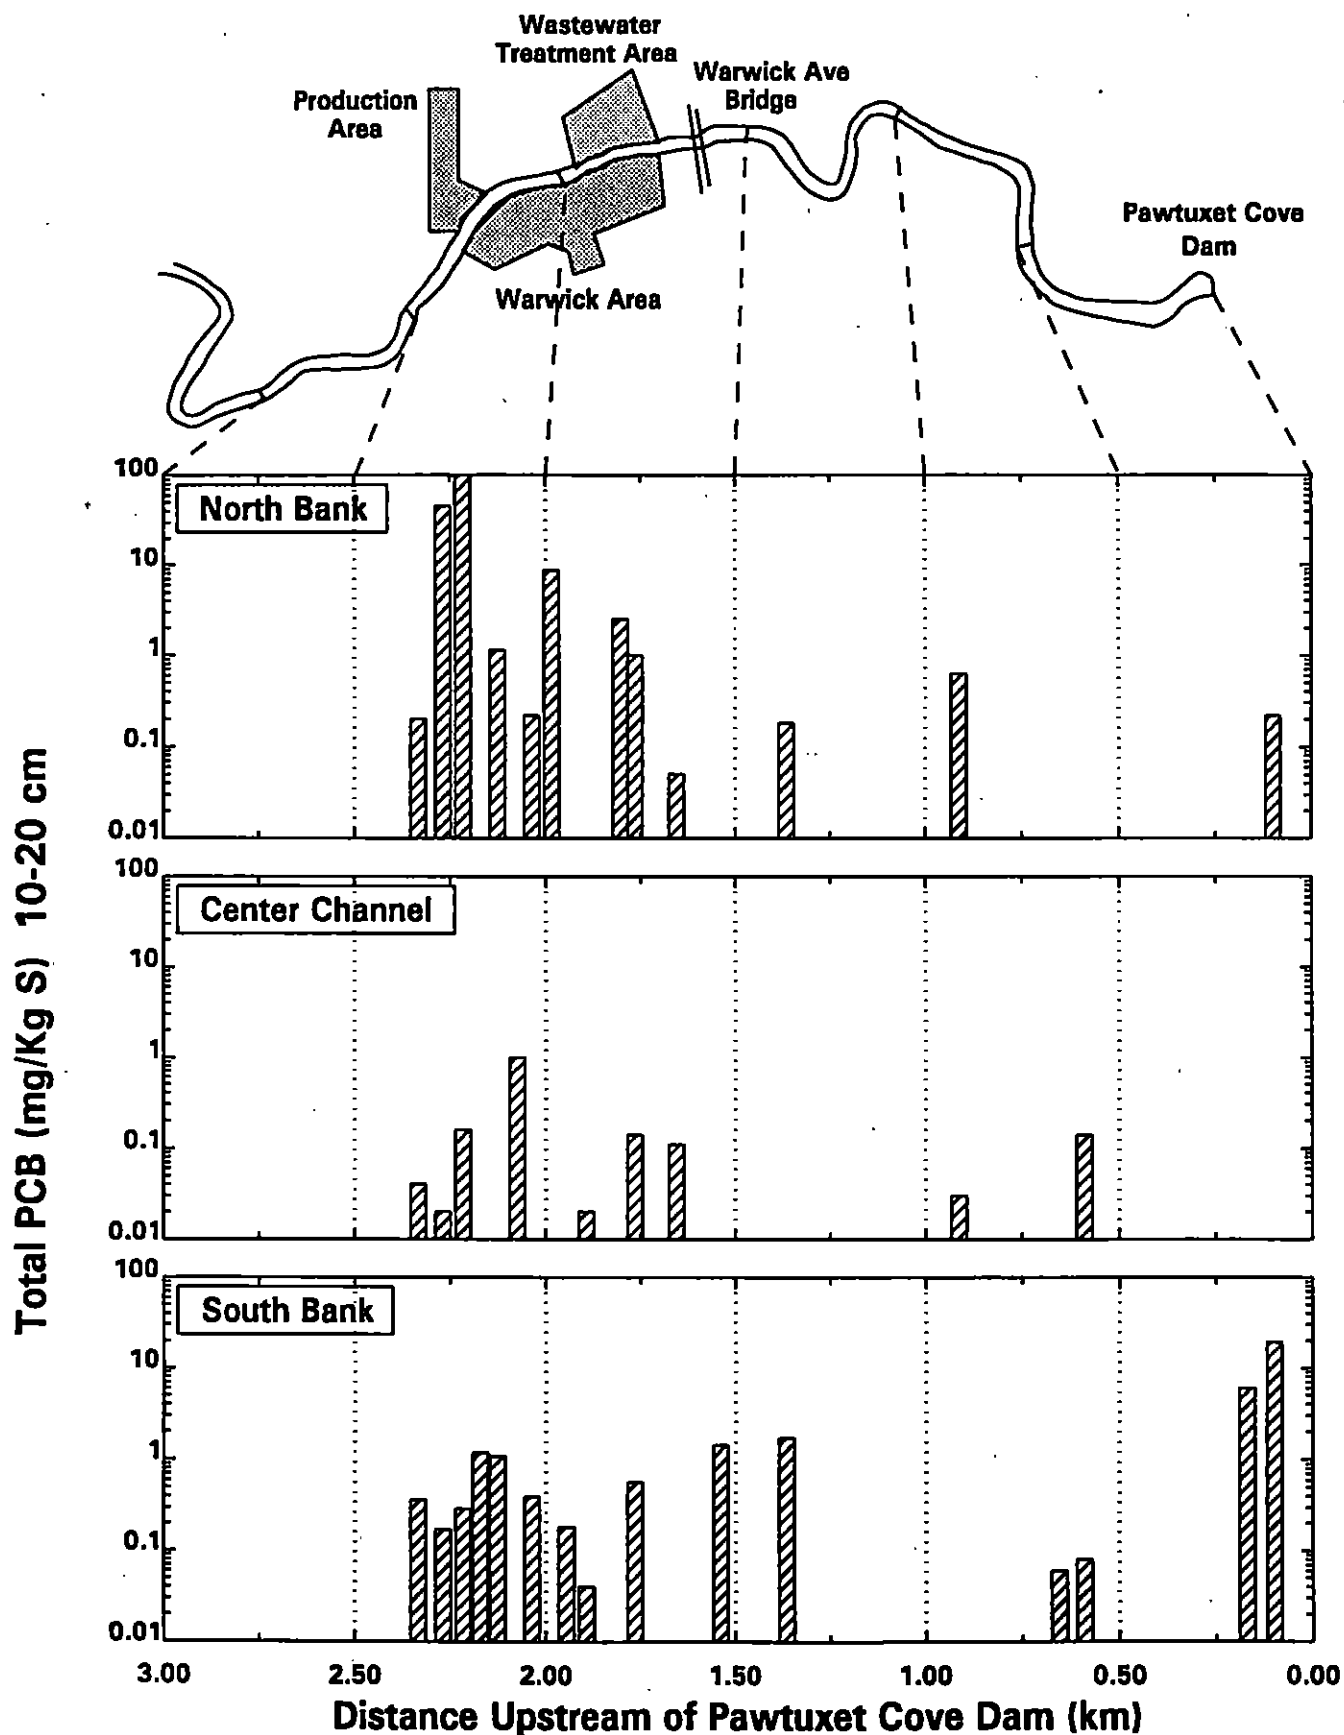 Wastewater
Treatment Area
Warwick Ave
Bridge
Production
Area
Pawtuxet Cove
Dam
Warwick Area
Total PCB (mg/Kg S) 10-20 cm
North Bank
100
10
1
0.1
0.01
Center Channel
100
10
1
0.1
0.01
South Bank
100
10
1
0.1
0.01
3.00 2.50 2.00 1.50 1.00 0.50 0.00
Distance Upstream of Pawtuxet Cove Dam (km)